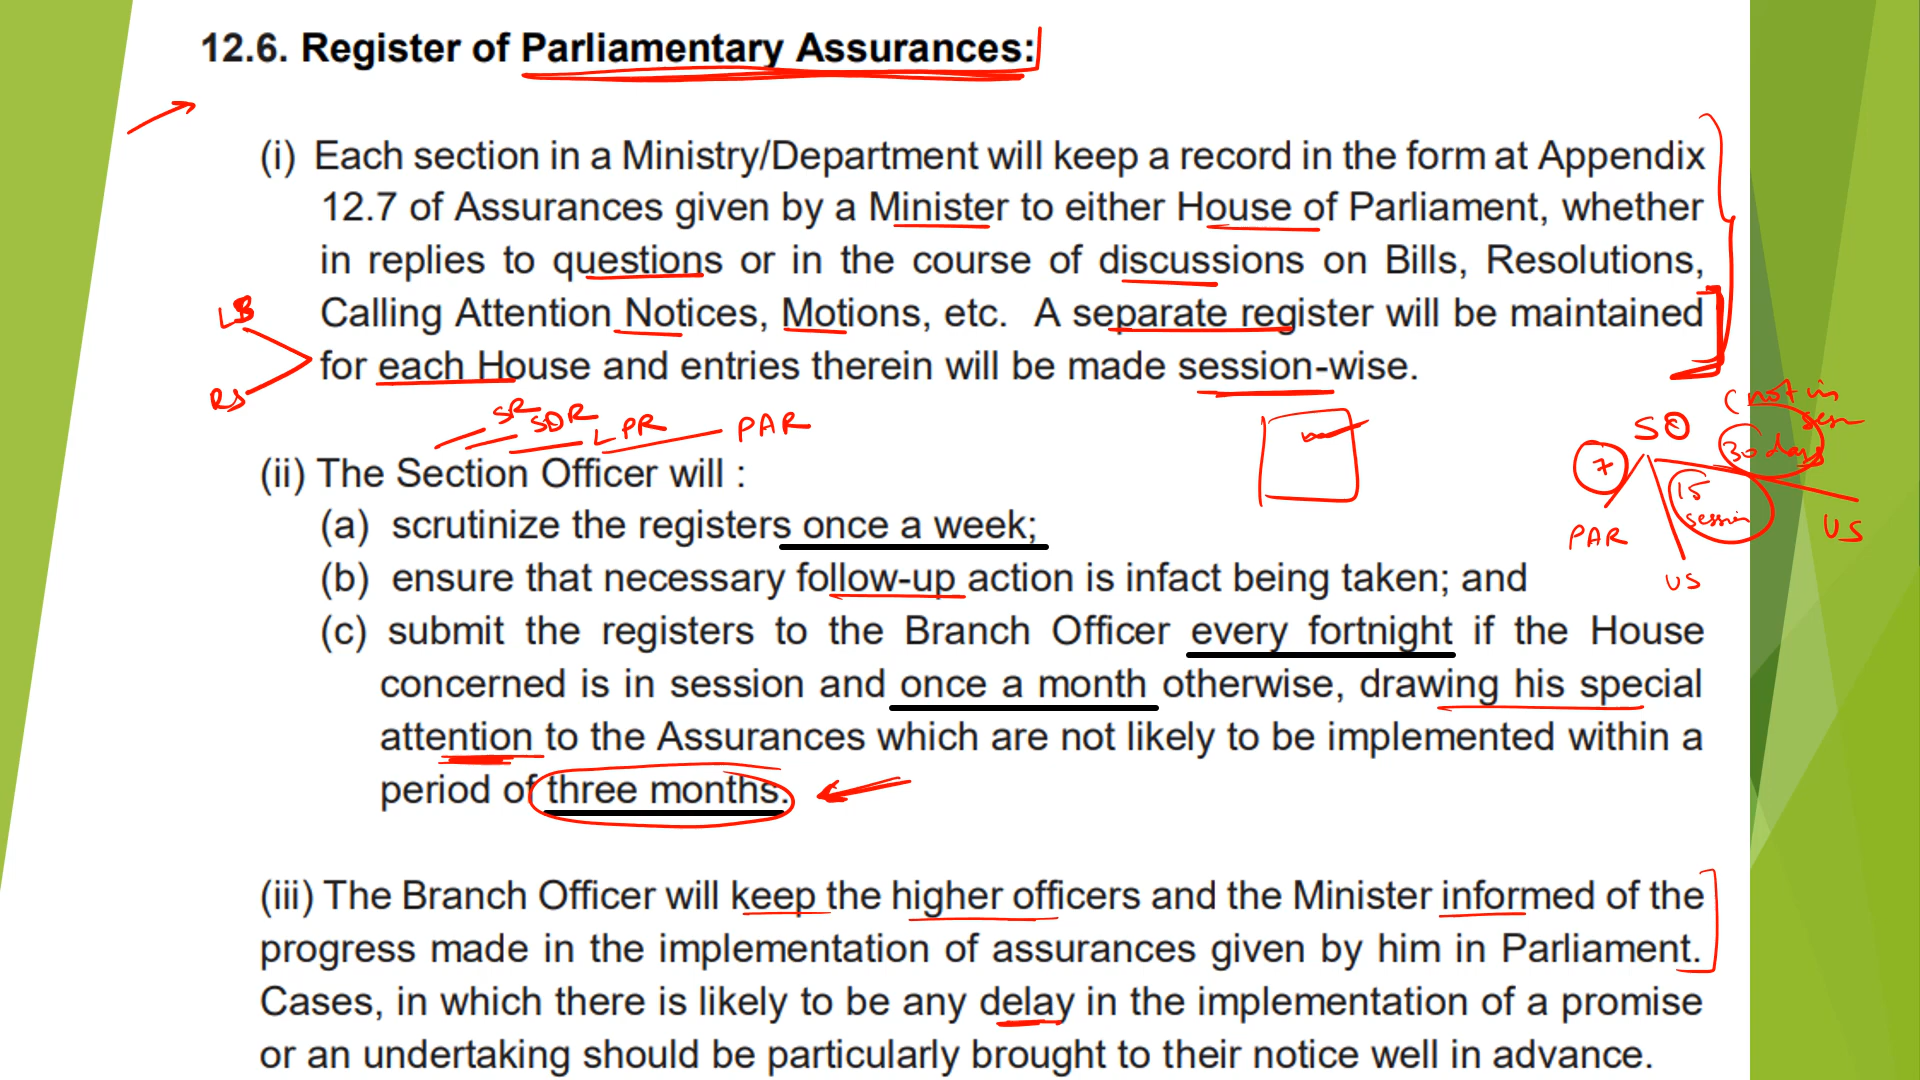 12.6. Register of Parliamentary Assurances:
(i) Each section in a Ministry/Department will keep a record in the form at Appendix
12.7 of Assurances given by a Minister to either House of Parliament, whether
in replies to questions or in the course of discussions on Bills, Resolutions,
Calling Attention Notices, Motions, etc. A separate register will be maintained
for each House and entries therein will be made session-wise.
LS
RS
SR SDR LPR PAR
(ii) The Section Officer will :
(a) scrutinize the registers once a week;
(b) ensure that necessary follow-up action is infact being taken; and
(c) submit the registers to the Branch Officer every fortnight if the House
concerned is in session and once a month otherwise, drawing his special
attention to the Assurances which are not likely to be implemented within a
period of three months.
(not in
SO
30 days
7
15
session
PAR
US
US
(iii) The Branch Officer will keep the higher officers and the Minister informed of the
progress made in the implementation of assurances given by him in Parliament.
Cases, in which there is likely to be any delay in the implementation of a promise
or an undertaking should be particularly brought to their notice well in advance.